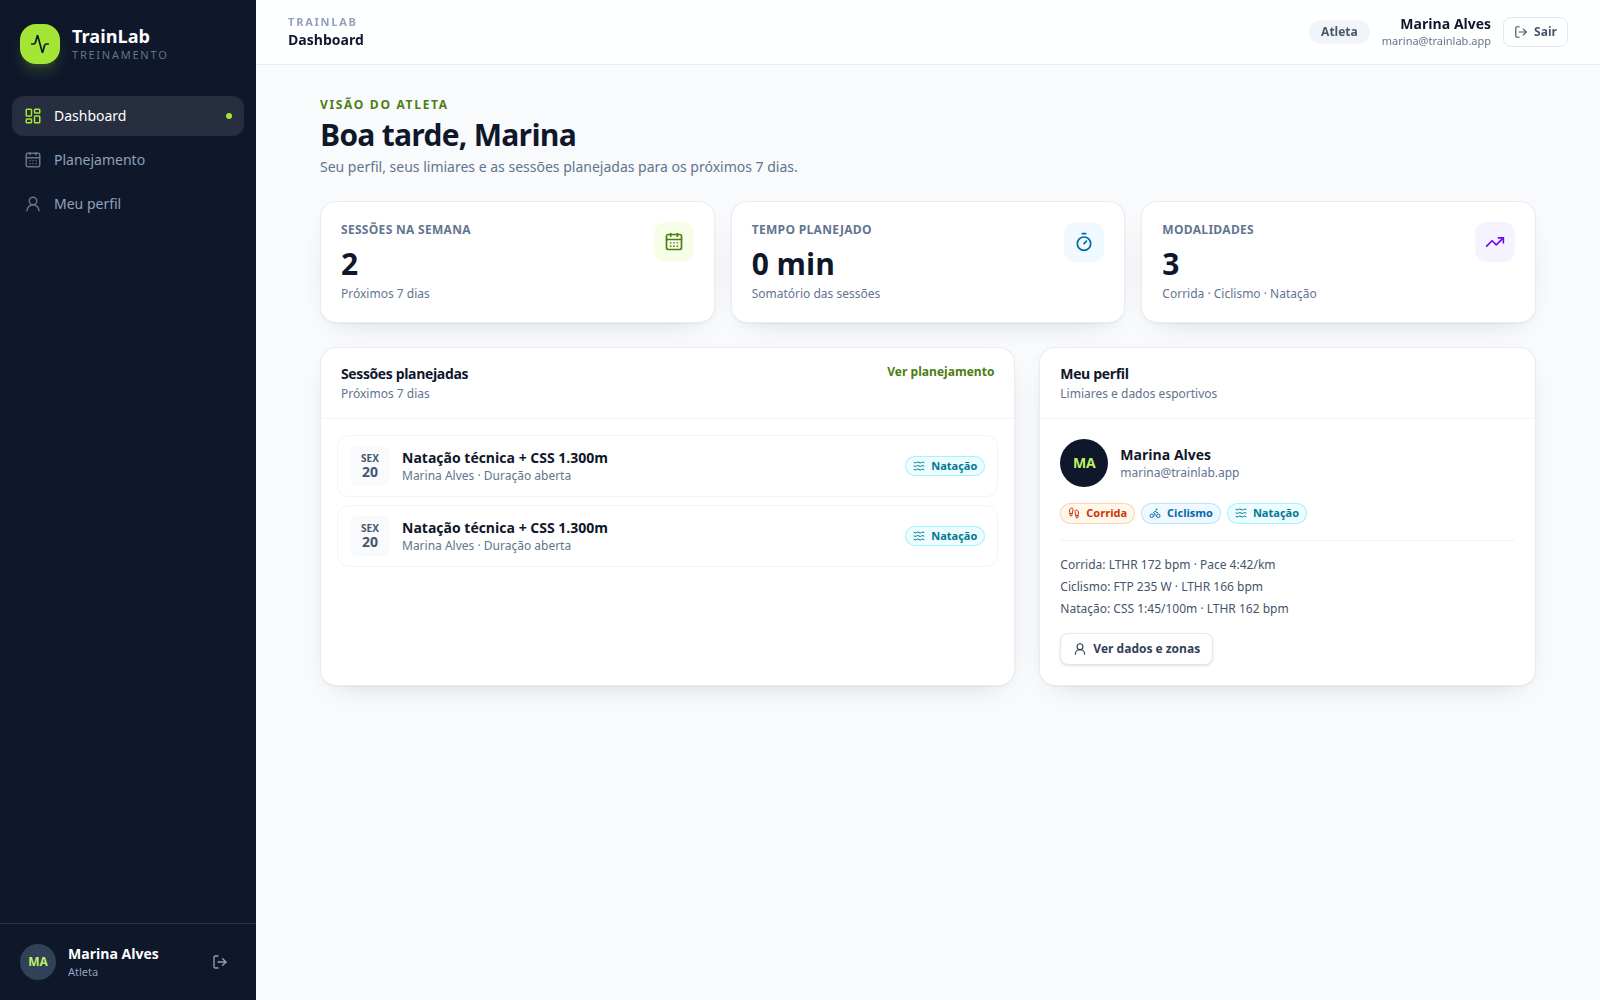 TrainLab
TREINAMENTO
Dashboard
Planejamento
Meu perfil
MA
Marina Alves
Atleta
TRAINLAB
Dashboard
Atleta
Marina Alves
marina@trainlab.app
Sair
VISÃO DO ATLETA
Boa tarde, Marina
Seu perfil, seus limiares e as sessões planejadas para os próximos 7 dias.
SESSÕES NA SEMANA
2
Próximos 7 dias
TEMPO PLANEJADO
0 min
Somatório das sessões
MODALIDADES
3
Corrida · Ciclismo · Natação
Sessões planejadas
Próximos 7 dias
Ver planejamento
SEX
20
Natação técnica + CSS 1.300m
Marina Alves · Duração aberta
Natação
SEX
20
Natação técnica + CSS 1.300m
Marina Alves · Duração aberta
Natação
Meu perfil
Limiares e dados esportivos
MA
Marina Alves
marina@trainlab.app
Corrida
Ciclismo
Natação
Corrida: LTHR 172 bpm · Pace 4:42/km
Ciclismo: FTP 235 W · LTHR 166 bpm
Natação: CSS 1:45/100m · LTHR 162 bpm
Ver dados e zonas